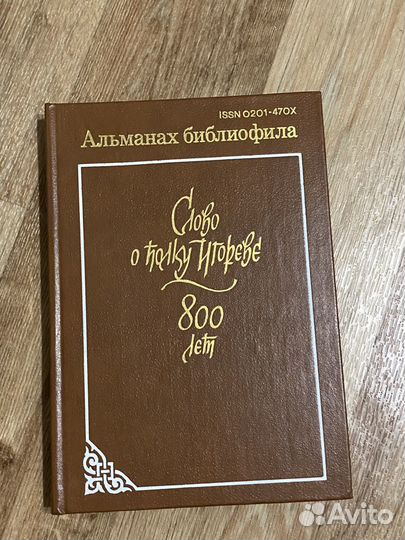 ISSN 0201-470X
Альманах библиофила
Слово
о полку Игореве
800
лет
Avito